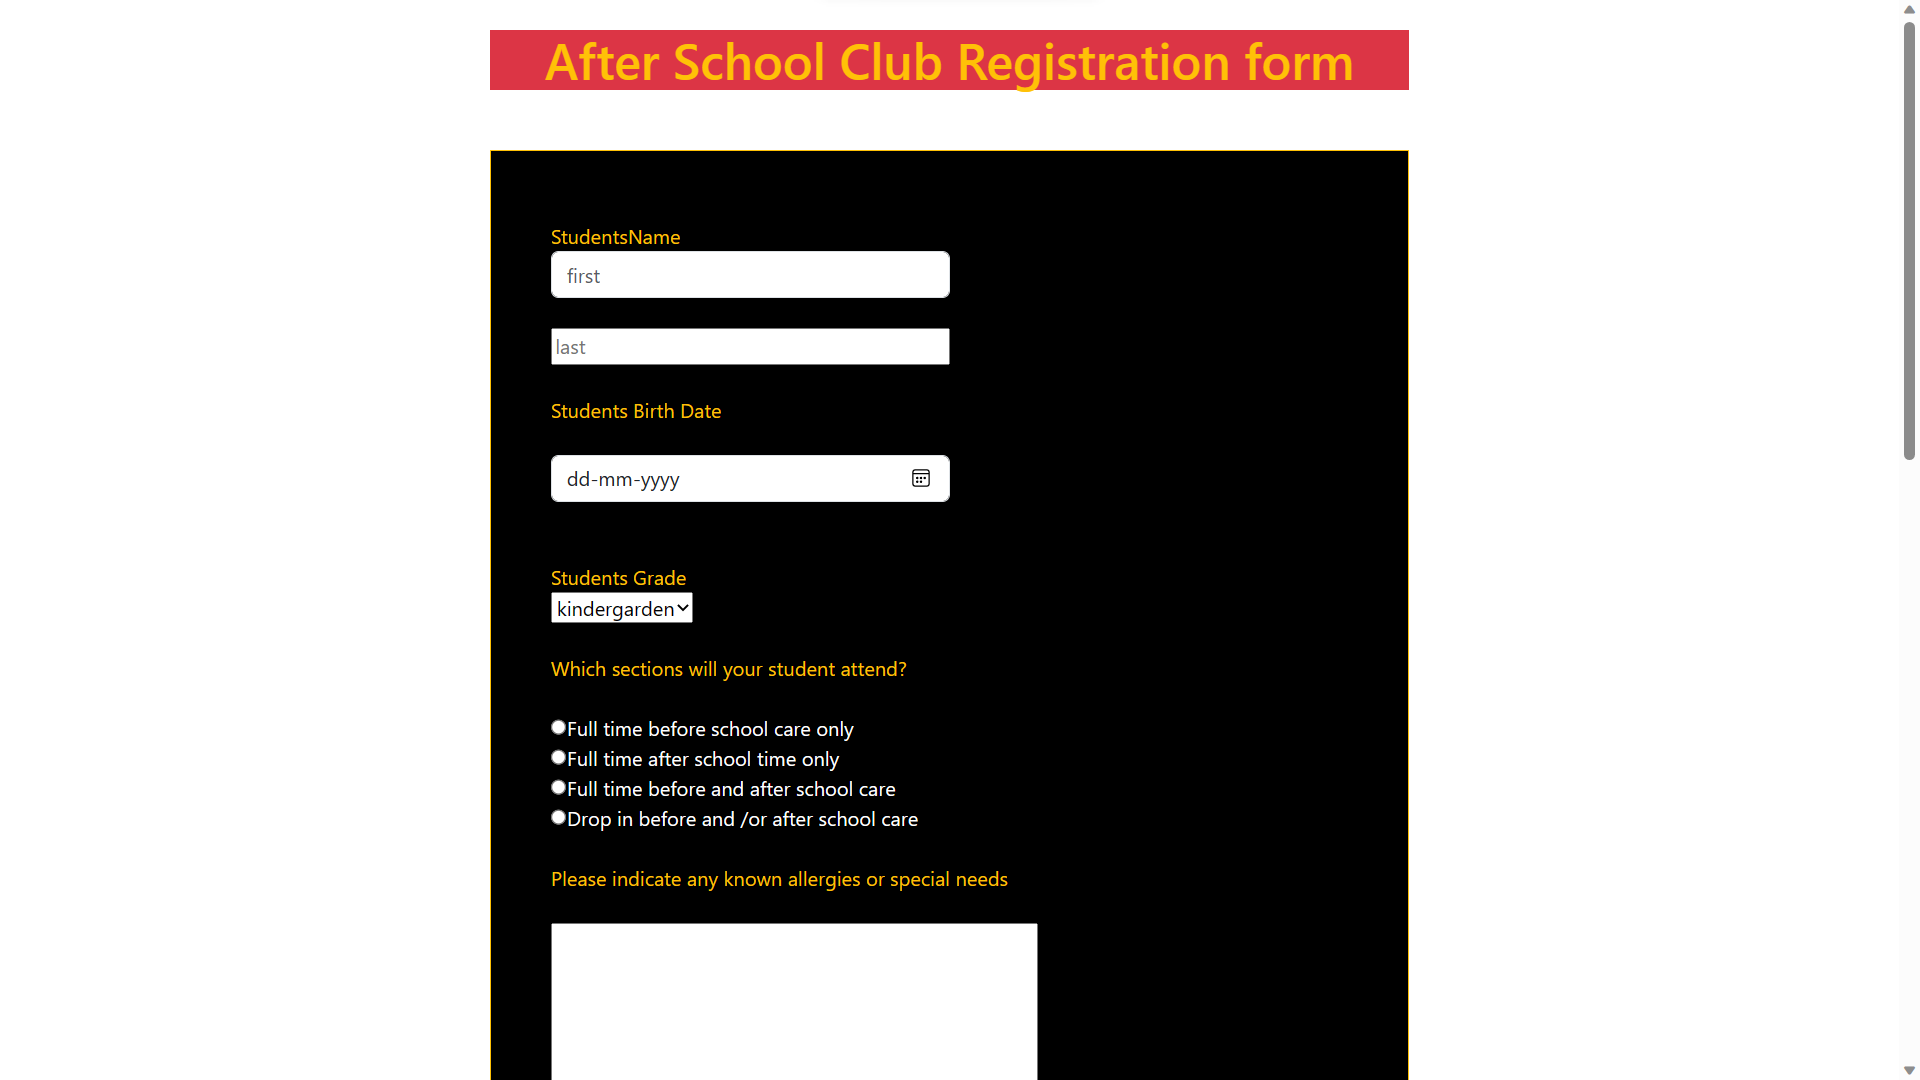 After School Club Registration form
StudentsName
first
last
Students Birth Date
dd-mm-yyyy
Students Grade
kindergarden
Which sections will your student attend?
Full time before school care only
Full time after school time only
Full time before and after school care
Drop in before and /or after school care
Please indicate any known allergies or special needs